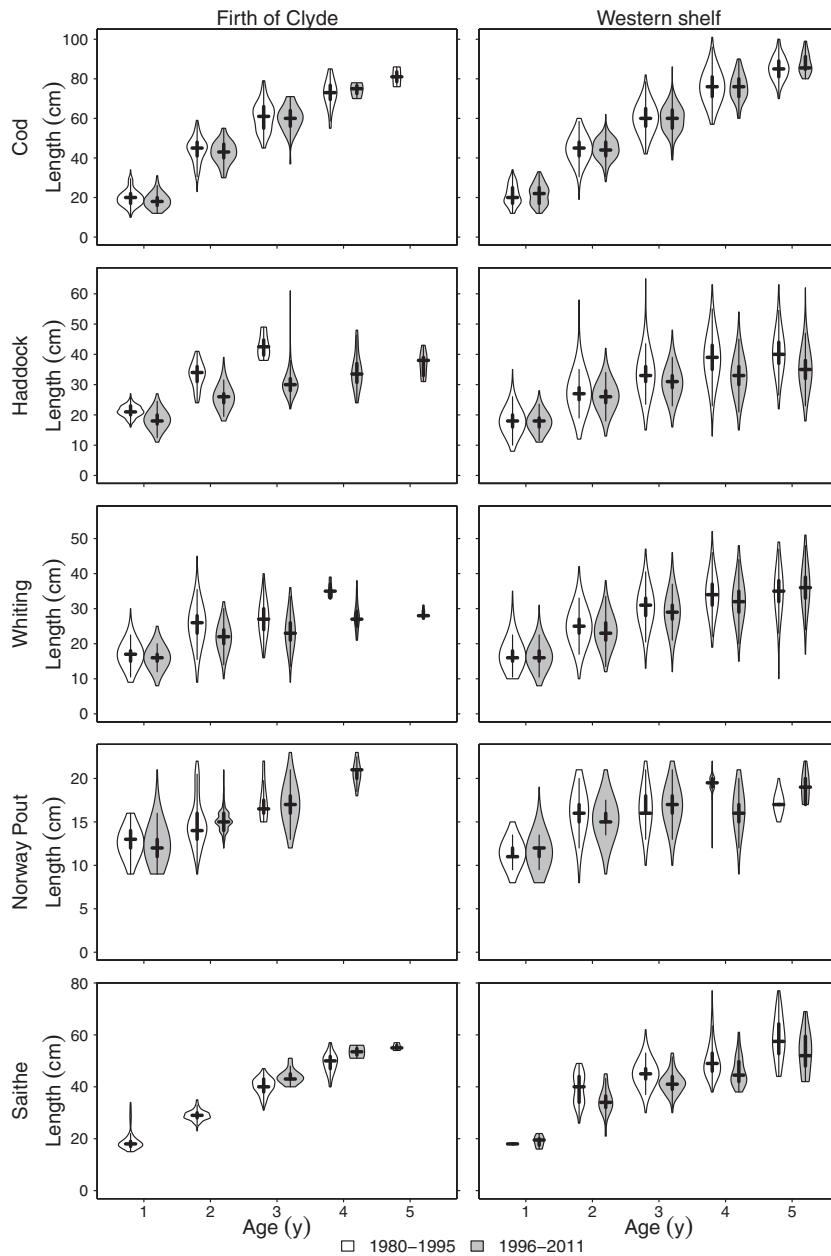 Firth of Clyde
Western shelf
Cod
Length (cm)
100
80
60
40
20
0
Haddock
Length (cm)
60
50
40
30
20
10
0
Whiting
Length (cm)
50
40
30
20
10
0
Norway Pout
Length (cm)
20
15
10
5
0
Saithe
Length (cm)
80
60
40
20
0
1 2 3 4 5
1 2 3 4 5
Age (y)
Age (y)
1980–1995 1996–2011